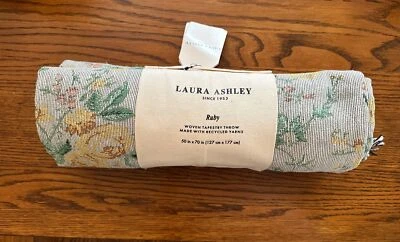 LAURA ASHLEY
SINCE 1953
Ruby
WOVEN TAPESTRY THROW
MADE WITH RECYCLED YARNS
50 in x 70 in (127 cm x 177 cm)